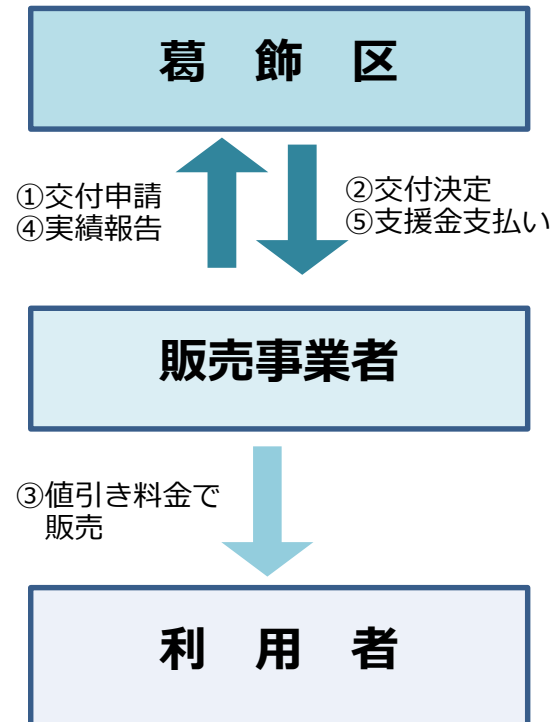 葛　飾　区
①交付申請
④実績報告
②交付決定
⑤支援金支払い
販売事業者
③値引き料金で
販売
利　用　者